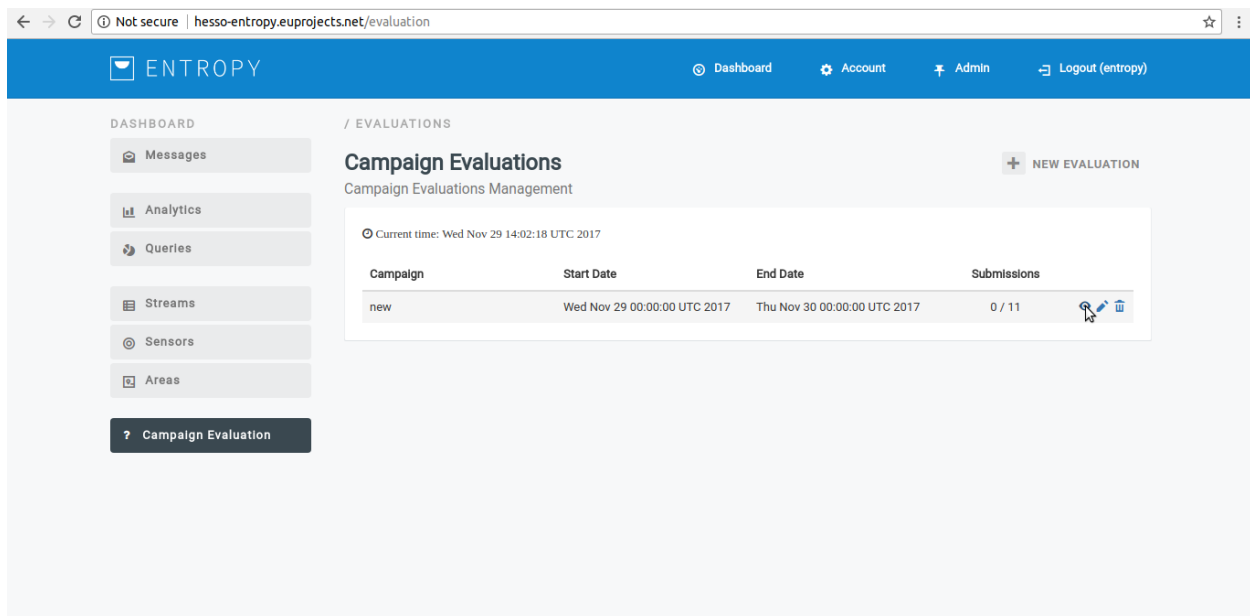 Not secure | hesso-entropy.euprojects.net/evaluation
ENTROPY
Dashboard Account Admin Logout (entropy)
DASHBOARD
/ EVALUATIONS
Messages
Campaign Evaluations
NEW EVALUATION
Campaign Evaluations Management
Analytics
Queries
Current time: Wed Nov 29 14:02:18 UTC 2017
Campaign Start Date End Date Submissions
new Wed Nov 29 00:00:00 UTC 2017 Thu Nov 30 00:00:00 UTC 2017 0 / 11
Streams
Sensors
Areas
? Campaign Evaluation